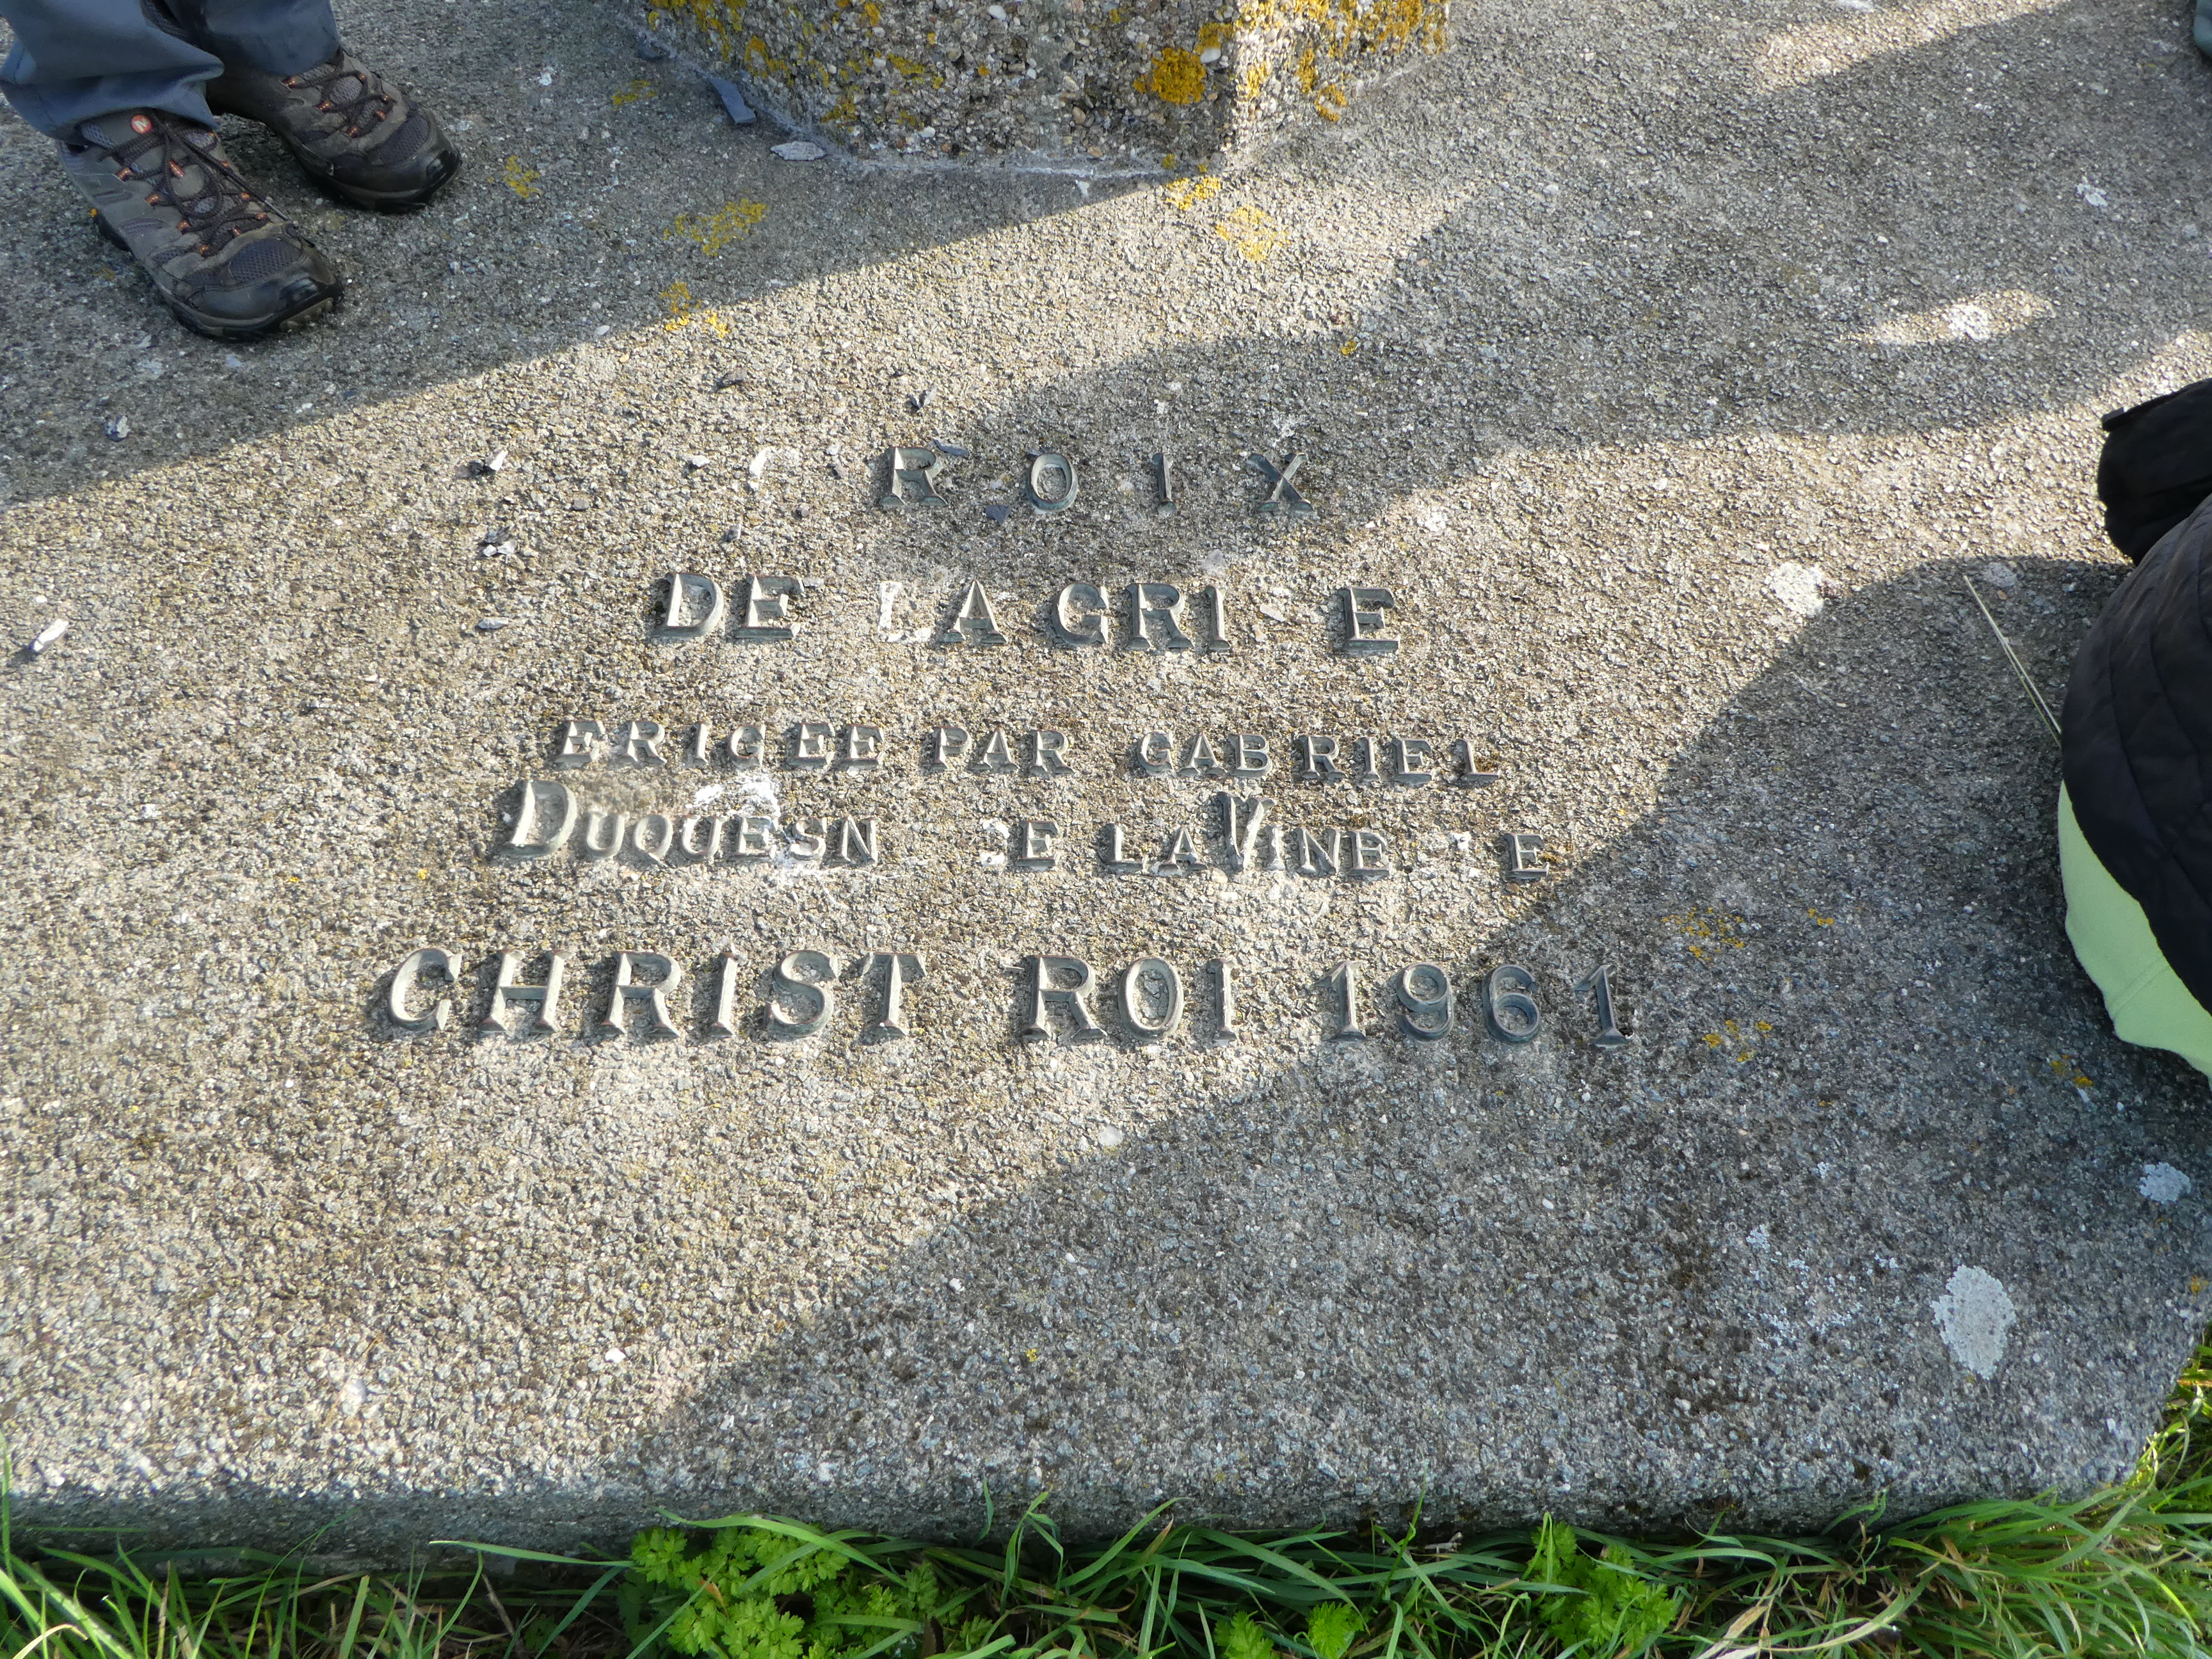 ROIX
DE LA GRI E
ERIGEE PAR GABRIEL
DUQUESN E LA VINE E
CHRIST ROI 1961